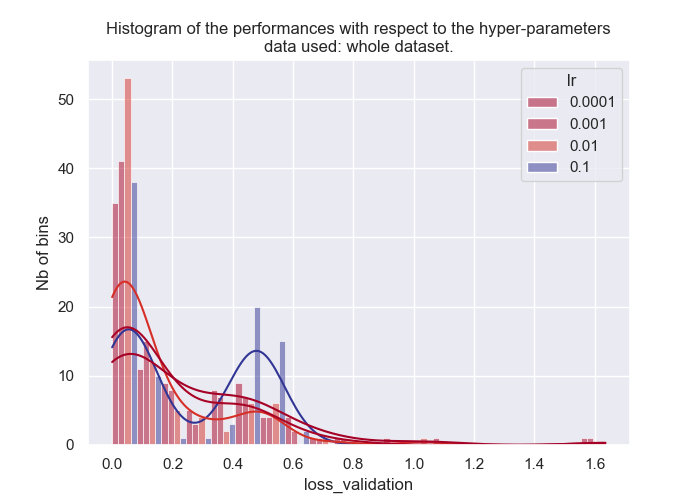 Histogram of the performances with respect to the hyper-parameters
data used: whole dataset.
lr
0.0001
0.001
0.01
0.1
50
40
30
20
10
0
Nb of bins
0.0 0.2 0.4 0.6 0.8 1.0 1.2 1.4 1.6
loss_validation